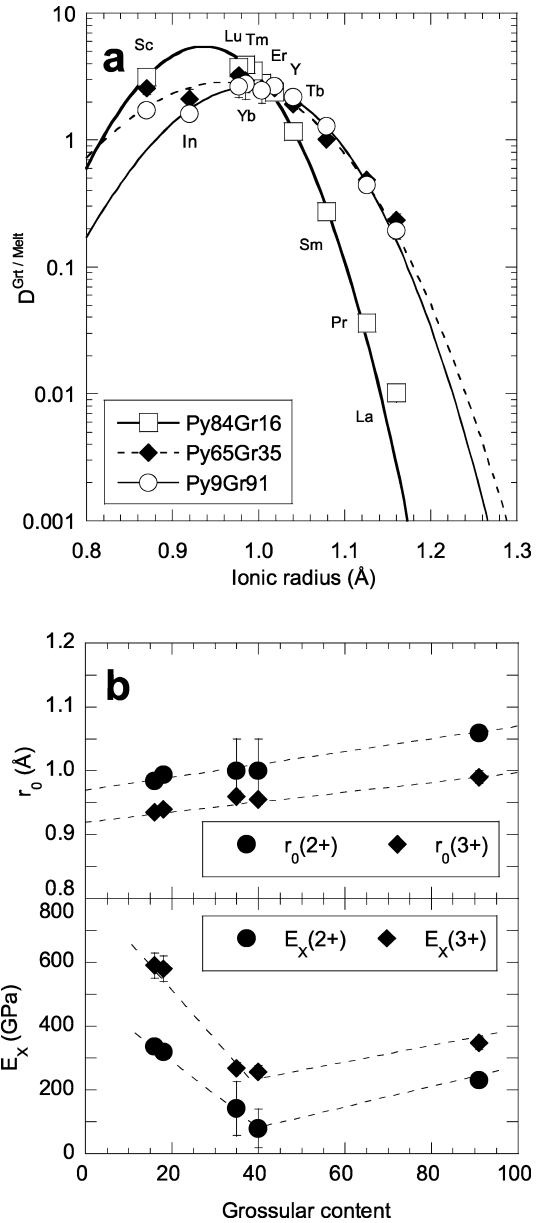 a
10
1
0.1
0.01
0.001
D^Grt / Melt
Sc
Lu Tm
Er
Y
Tb
Yb
In
Sm
Pr
La
Py84Gr16
Py65Gr35
Py9Gr91
0.8 0.9 1.0 1.1 1.2 1.3
Ionic radius (Å)
b
1.2
1.1
1.0
0.9
0.8
r₀ (Å)
r₀(2+) r₀(3+)
800
600
400
200
0
E_X (GPa)
E_X(2+) E_X(3+)
0 20 40 60 80 100
Grossular content